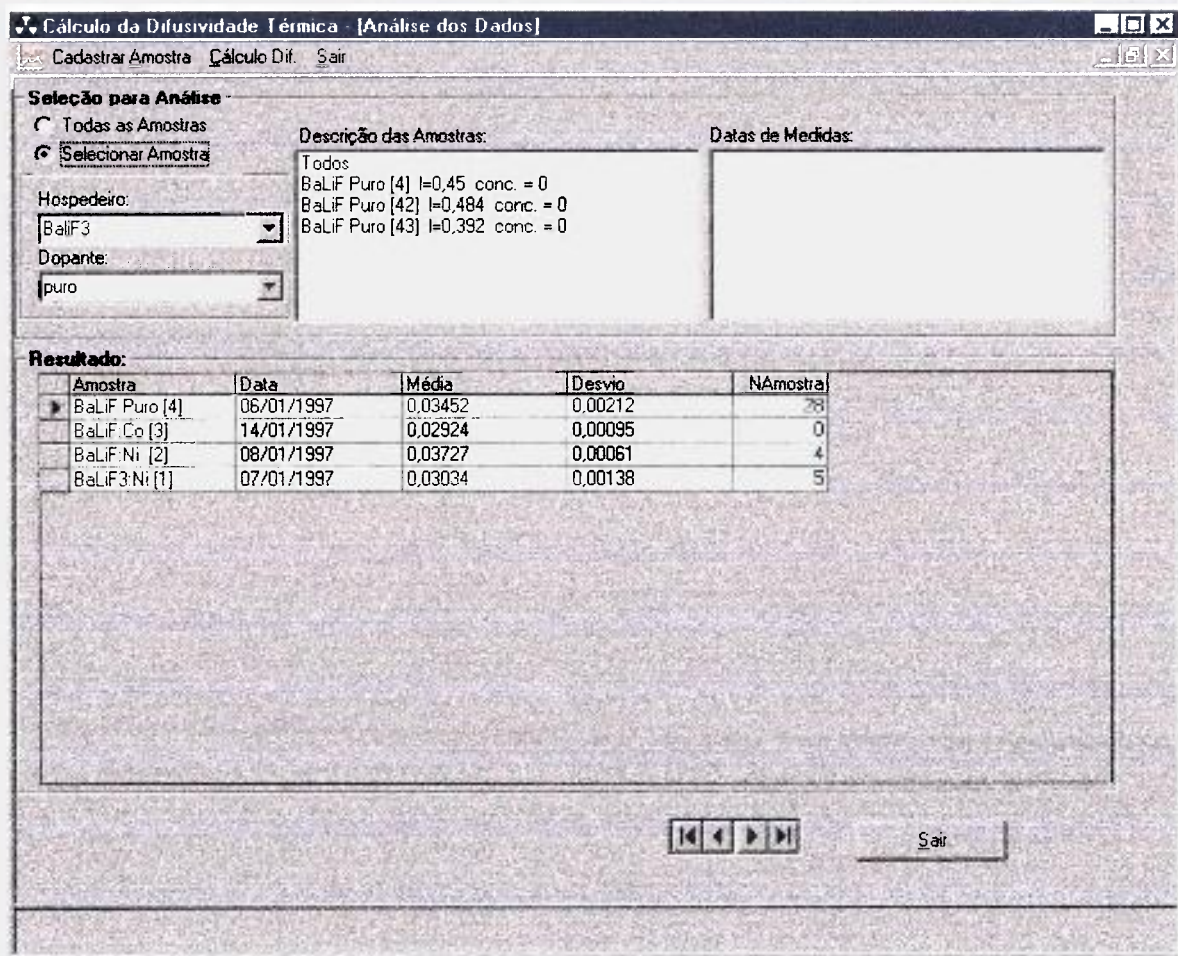 Cálculo da Difusividade Térmica - [Análise dos Dados]
Cadastrar Amostra Cálculo Dif. Sair
Seleção para Análise
Todas as Amostras
Selecionar Amostra
Hospedeiro:
BaliF3
Dopante:
puro
Descrição das Amostras:
Todos
BaLiF Puro [4] l=0,45 conc. = 0
BaLiF Puro [42] l=0,484 conc. = 0
BaLiF Puro [43] l=0,392 conc. = 0
Datas de Medidas:
Resultado:
Amostra Data Média Desvio NAmostra
BaLiF Puro [4] 06/01/1997 0,03452 0,00212 28
BaLiF:Co [3] 14/01/1997 0,02924 0,00095 0
BaLiF:Ni [2] 08/01/1997 0,03727 0,00061 4
BaLiF3:Ni [1] 07/01/1997 0,03034 0,00138 5
Sair